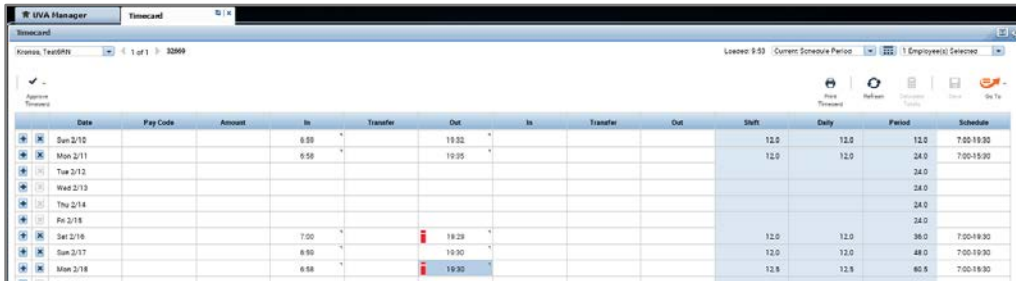 UVA Manager Timecard
Timecard
Kronos, Test6RN 1 of 1 32669 Loaded: 9:53 Current Schedule Period 1 Employee(s) Selected
Approve Timecard Print Timecard Refresh Calculate Totals Save Go To
Date Pay Code Amount In Transfer Out In Transfer Out Shift Daily Period Schedule
Sun 2/10 6:59 19:32 12.0 12.0 12.0 7:00-19:30
Mon 2/11 6:58 19:35 12.0 12.0 24.0 7:00-15:30
Tue 2/12 24.0
Wed 2/13 24.0
Thu 2/14 24.0
Fri 2/15 24.0
Sat 2/16 7:00 19:29 12.0 12.0 36.0 7:00-19:30
Sun 2/17 6:59 19:30 12.0 12.0 48.0 7:00-19:30
Mon 2/18 6:58 19:30 12.5 12.5 60.5 7:00-19:30